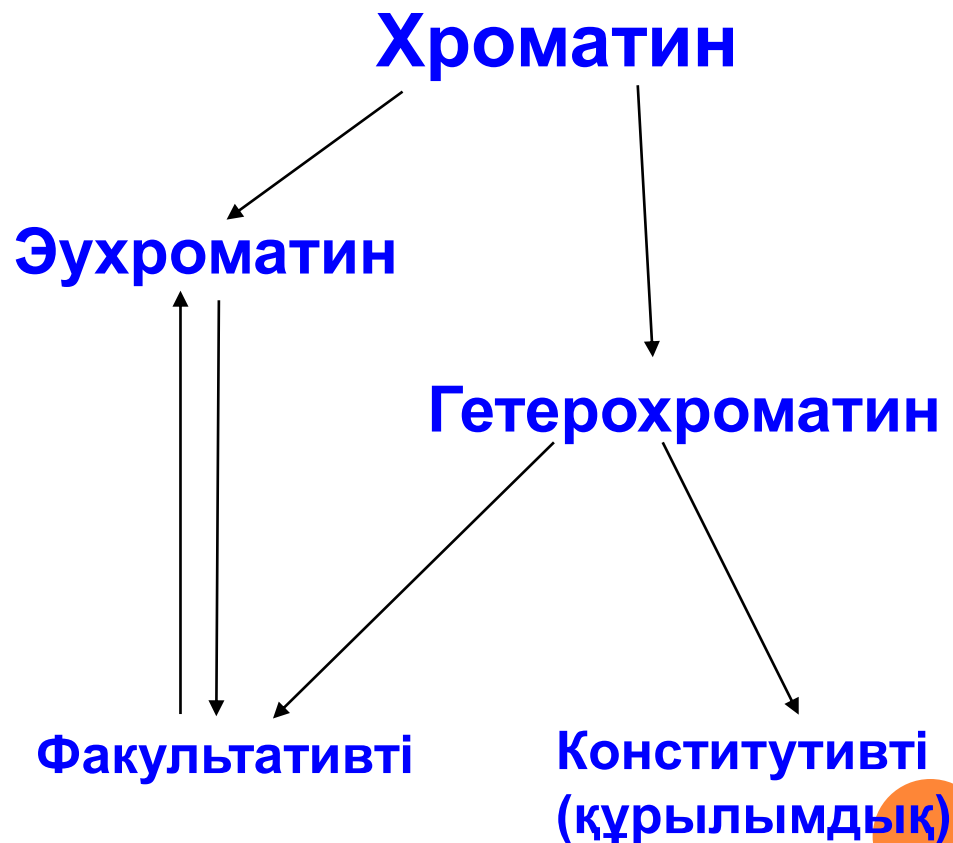 Хроматин
Эухроматин
Гетерохроматин
Факультативті
Конститутивті
(құрылымдық)